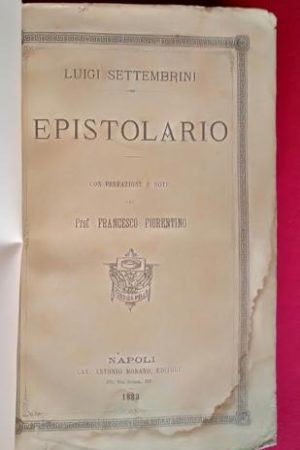 LUIGI SETTEMBRINI
EPISTOLARIO
CON PREFAZIONE E NOTE
Prof. FRANCESCO FIORENTINO
NAPOLI
CAV. ANTONIO MORANO, EDITORE
1883